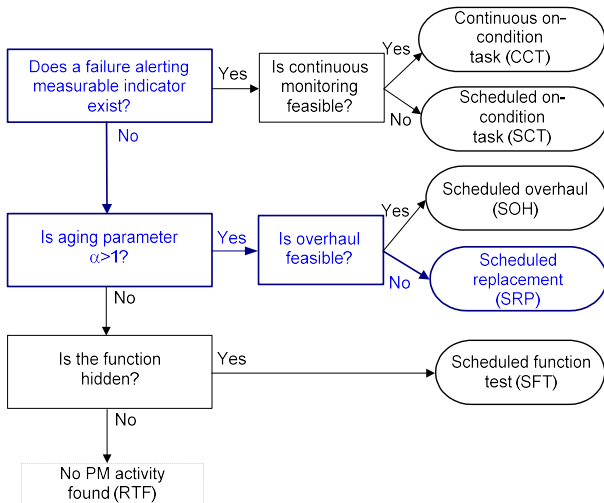 Does a failure alerting
measurable indicator
exist?
Yes
Is continuous
monitoring
feasible?
Yes
Continuous on-
condition
task (CCT)
No
Scheduled on-
condition
task (SCT)
No
Is aging parameter
α>1?
Yes
Is overhaul
feasible?
Yes
Scheduled overhaul
(SOH)
No
Scheduled
replacement
(SRP)
No
Is the function
hidden?
Yes
Scheduled function
test (SFT)
No
No PM activity
found (RTF)